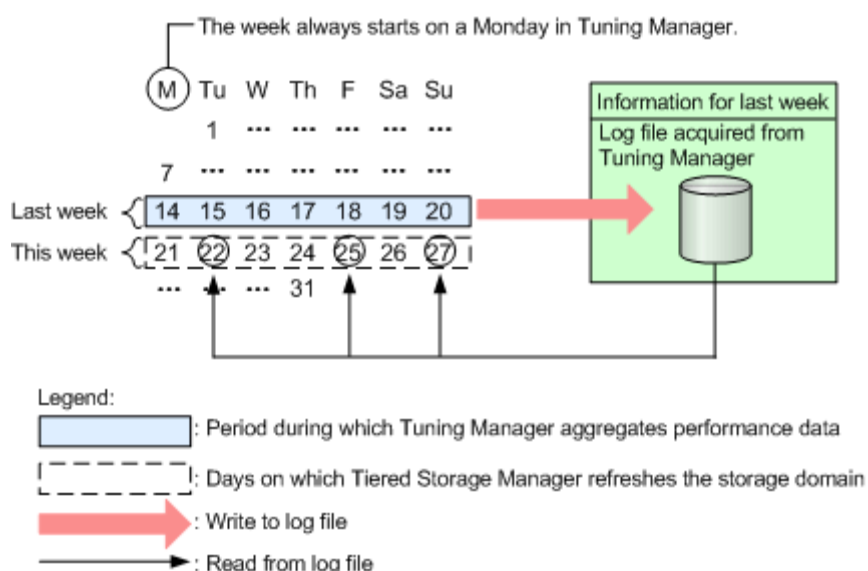 The week always starts on a Monday in Tuning Manager.
M Tu W Th F Sa Su
1 ... ... ... ... ...
7 ... ... ... ... ... ...
Last week 14 15 16 17 18 19 20
This week 21 22 23 24 25 26 27
... ... ... 31
Information for last week
Log file acquired from
Tuning Manager
Legend:
: Period during which Tuning Manager aggregates performance data
: Days on which Tiered Storage Manager refreshes the storage domain
: Write to log file
: Read from log file